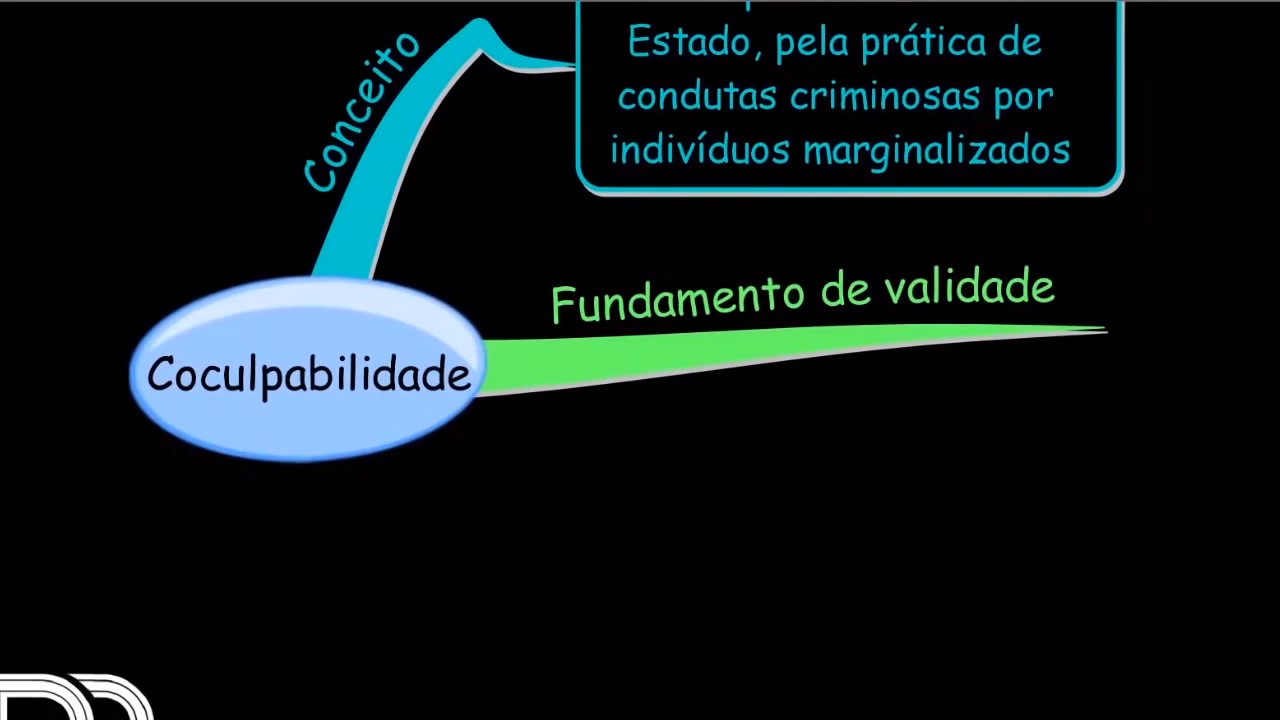 Estado, pela prática de
condutas criminosas por
indivíduos marginalizados
Conceito
Fundamento de validade
Coculpabilidade